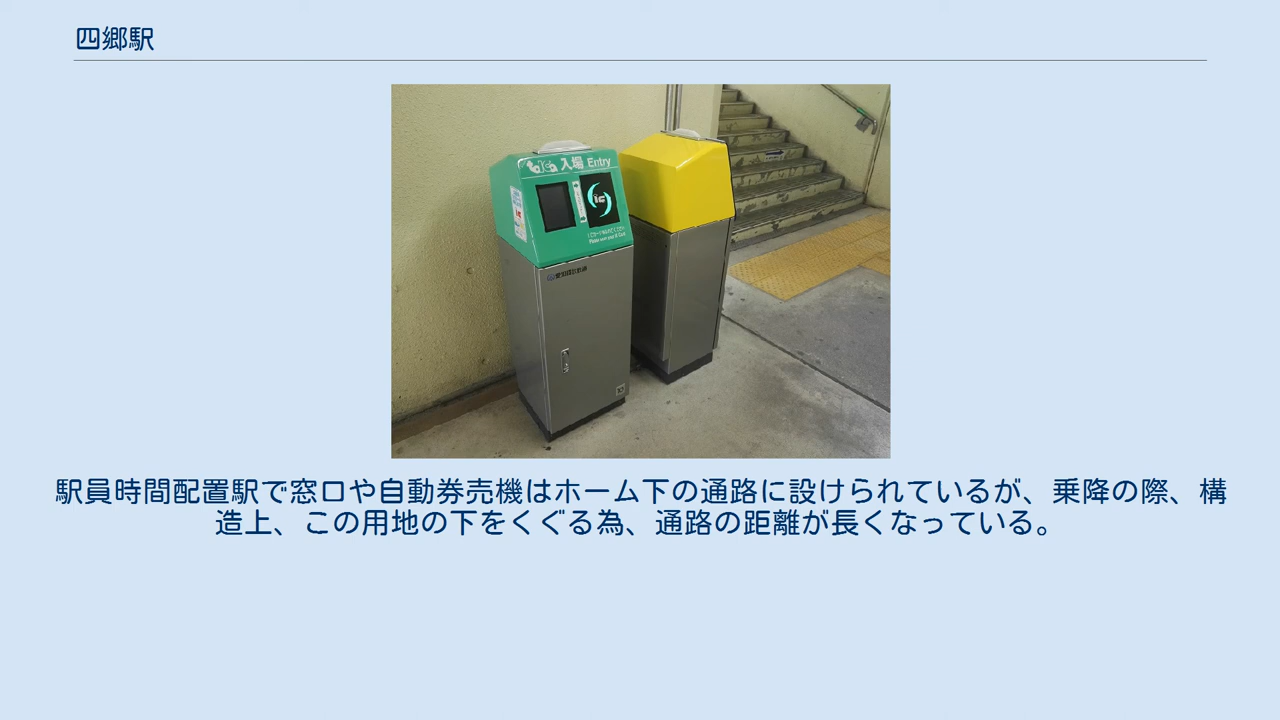 四郷駅
入場 Entry
駅員時間配置駅で窓口や自動券売機はホーム下の通路に設けられているが、乗降の際、構
造上、この用地の下をくぐる為、通路の距離が長くなっている。